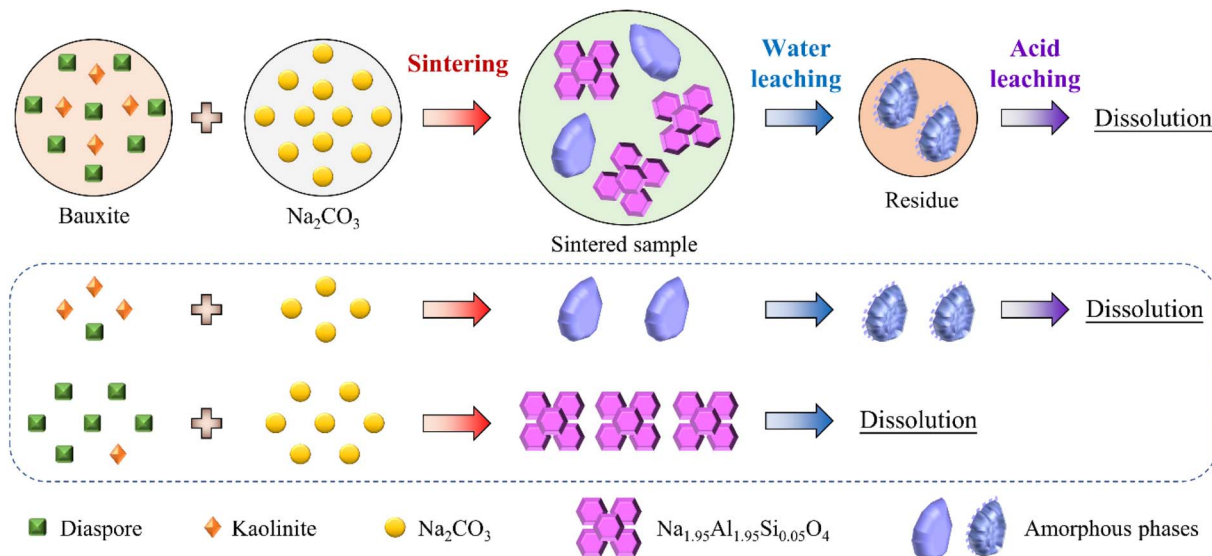 Sintering
Water
leaching
Acid
leaching
Dissolution
Bauxite
Na₂CO₃
Sintered sample
Residue
Dissolution
Dissolution
Diaspore
Kaolinite
Na₂CO₃
Na₁.₉₅Al₁.₉₅Si₀.₀₅O₄
Amorphous phases